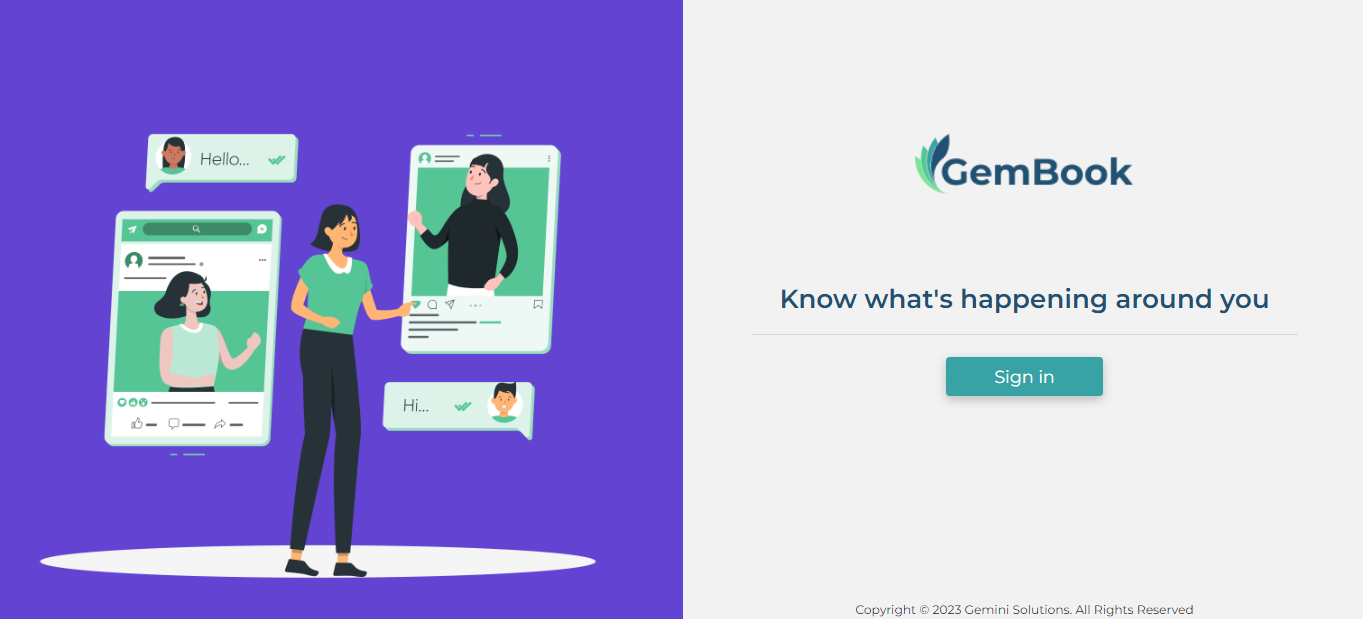 Hello...
Hi...
GemBook
Know what's happening around you
Sign in
Copyright © 2023 Gemini Solutions. All Rights Reserved